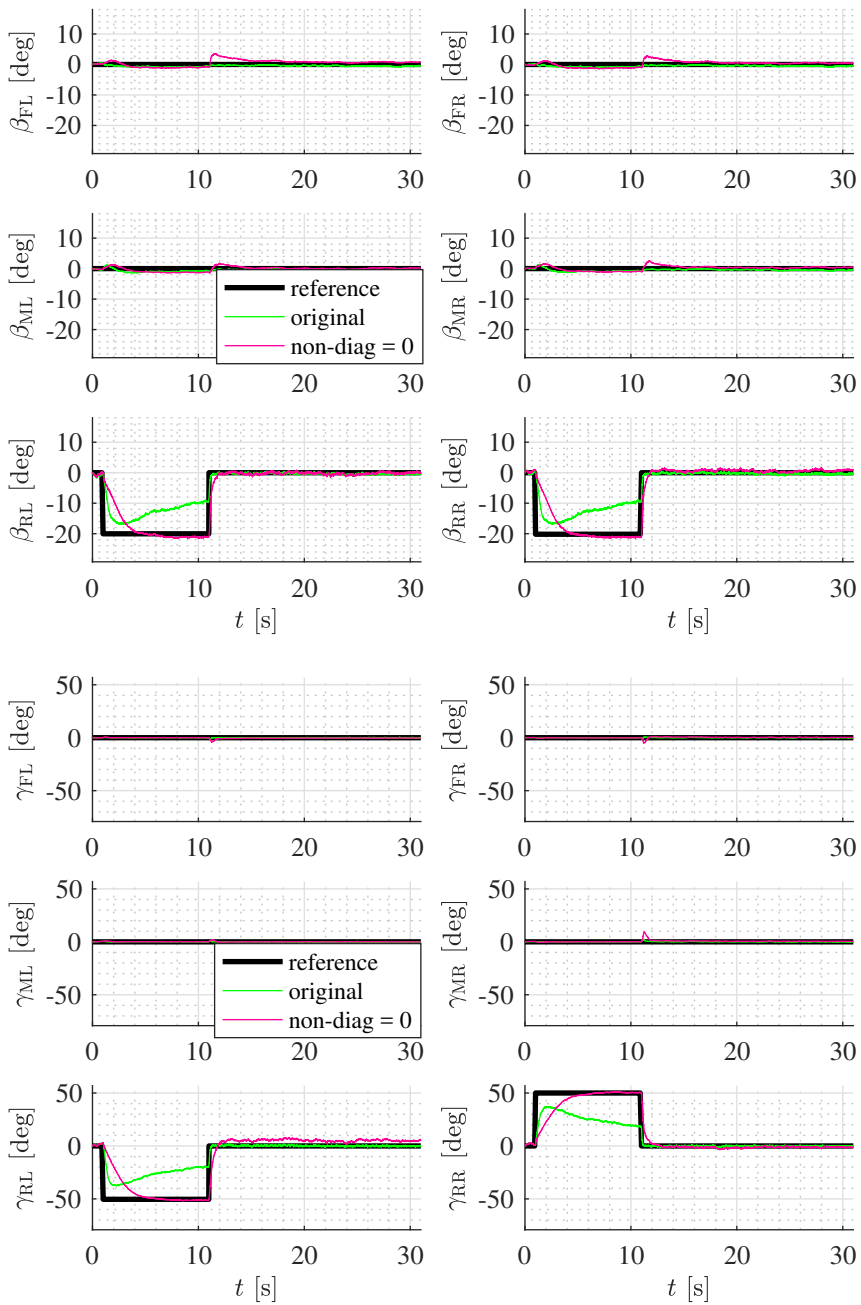 β_FL [deg]
10
0
-10
-20
0 10 20 30
β_FR [deg]
10
0
-10
-20
0 10 20 30
β_ML [deg]
10
0
-10
-20
0 10 20 30
reference
original
non-diag = 0
β_MR [deg]
10
0
-10
-20
0 10 20 30
β_RL [deg]
10
0
-10
-20
0 10 20 30
t [s]
β_RR [deg]
10
0
-10
-20
0 10 20 30
t [s]
γ_FL [deg]
50
0
-50
0 10 20 30
γ_FR [deg]
50
0
-50
0 10 20 30
γ_ML [deg]
50
0
-50
0 10 20 30
reference
original
non-diag = 0
γ_MR [deg]
50
0
-50
0 10 20 30
γ_RL [deg]
50
0
-50
0 10 20 30
t [s]
γ_RR [deg]
50
0
-50
0 10 20 30
t [s]